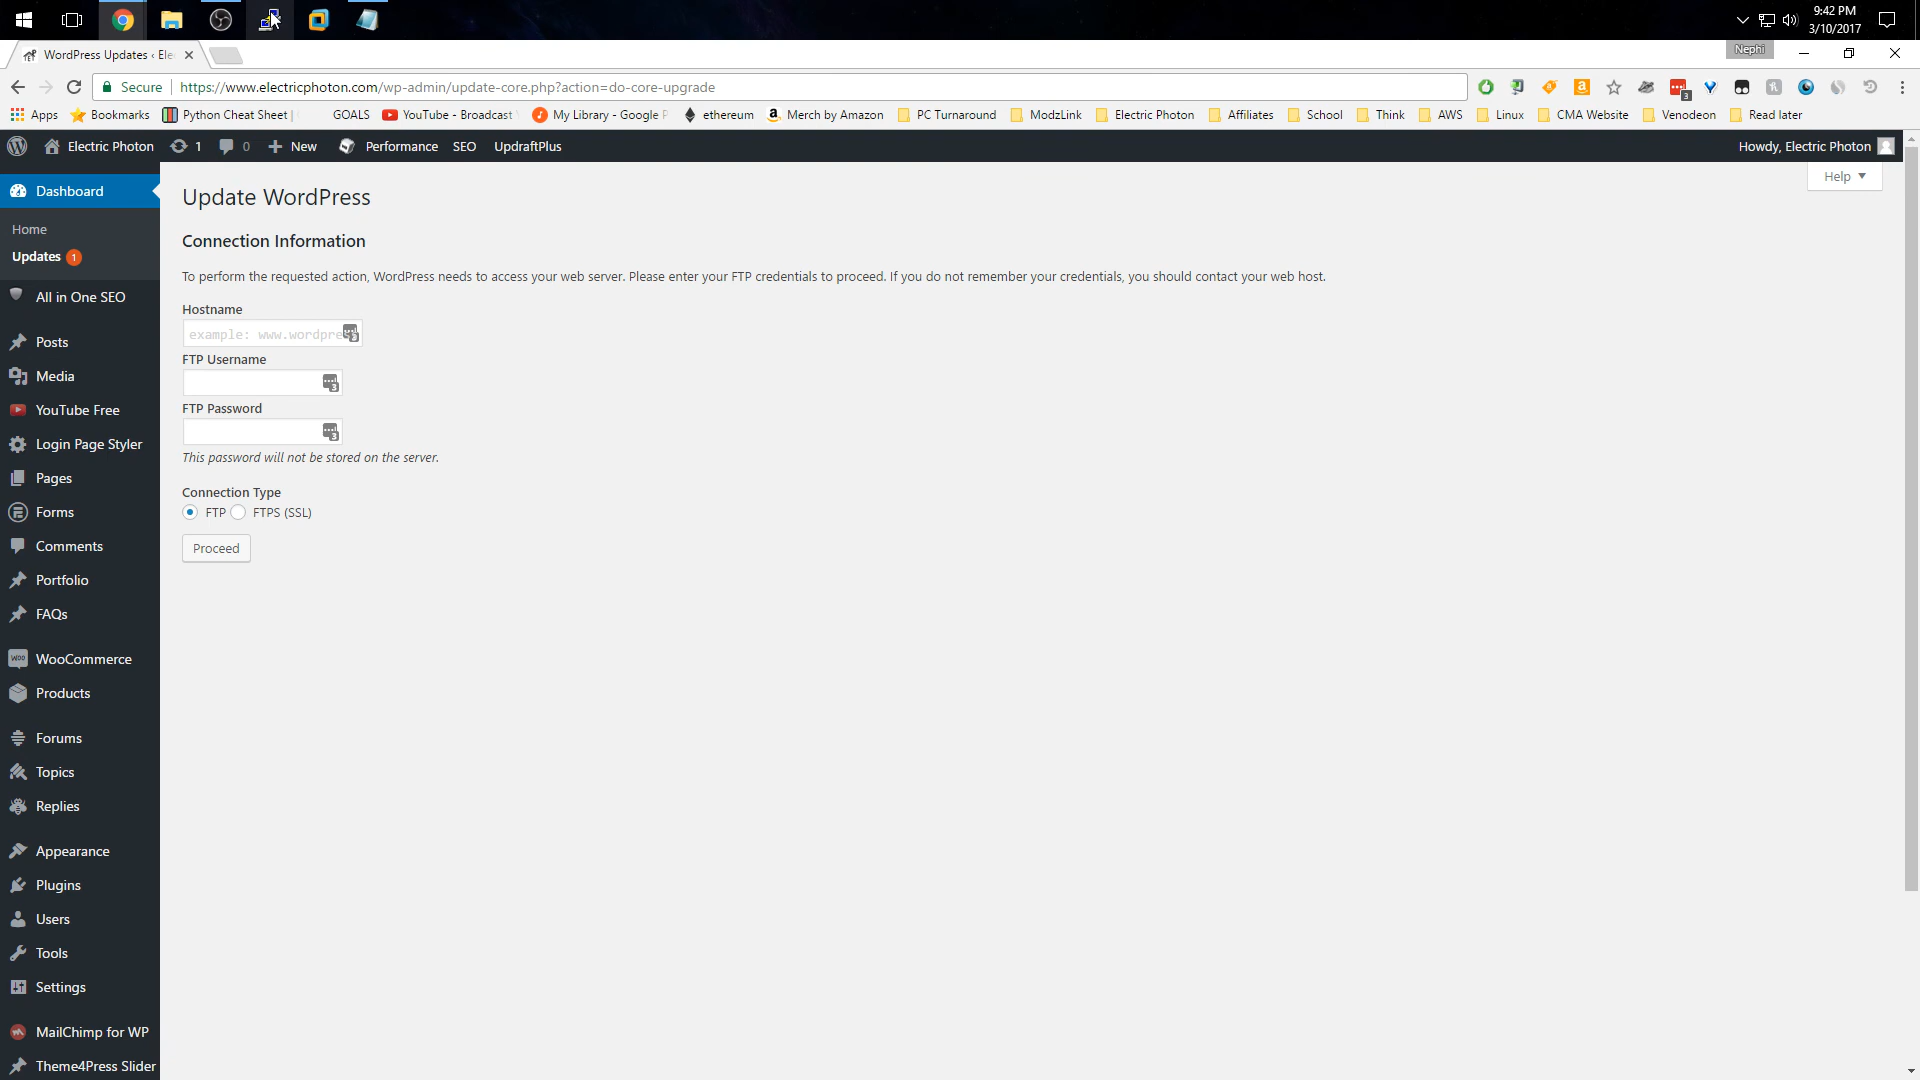 9:42 PM
3/10/2017
WordPress Updates ‹ Ele
Nephi
Secure
https://www.electricphoton.com/wp-admin/update-core.php?action=do-core-upgrade
3
Apps
Bookmarks
Python Cheat Sheet |
GOALS
YouTube - Broadcast
My Library - Google P
ethereum
Merch by Amazon
PC Turnaround
ModzLink
Electric Photon
Affiliates
School
Think
AWS
Linux
CMA Website
Venodeon
Read later
Electric Photon
1
0
New
Performance
SEO
UpdraftPlus
Howdy, Electric Photon
Help
Dashboard
Home
Updates 1
All in One SEO
Posts
Media
YouTube Free
Login Page Styler
Pages
Forms
Comments
Portfolio
FAQs
WooCommerce
Products
Forums
Topics
Replies
Appearance
Plugins
Users
Tools
Settings
MailChimp for WP
Theme4Press Slider
Update WordPress
Connection Information
To perform the requested action, WordPress needs to access your web server. Please enter your FTP credentials to proceed. If you do not remember your credentials, you should contact your web host.
Hostname
example: www.wordpre
3
FTP Username
3
FTP Password
3
This password will not be stored on the server.
Connection Type
FTP
FTPS (SSL)
Proceed